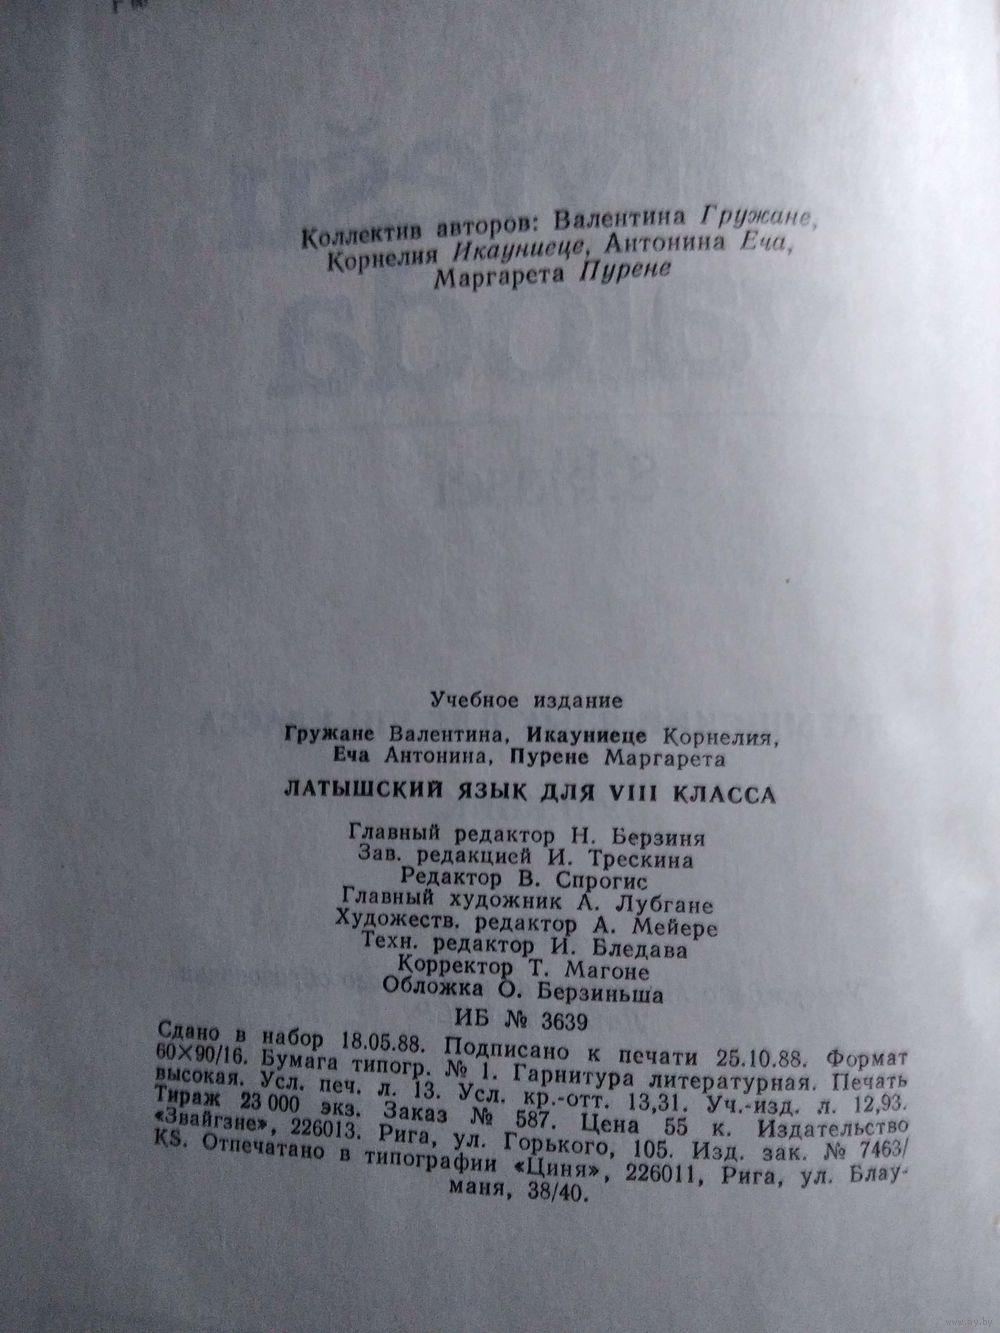 Коллектив авторов: Валентина Гружане,
Корнелия Икауниеце, Антонина Еча,
Маргарета Пурене
Учебное издание
Гружане Валентина, Икауниеце Корнелия,
Еча Антонина, Пурене Маргарета
ЛАТЫШСКИЙ ЯЗЫК ДЛЯ VIII КЛАССА
Главный редактор Н. Берзиня
Зав. редакцией И. Трескина
Редактор В. Спрогис
Главный художник А. Лубгане
Художеств. редактор А. Мейере
Техн. редактор И. Бледава
Корректор Т. Магоне
Обложка О. Берзиньша
ИБ № 3639
Сдано в набор 18.05.88. Подписано к печати 25.10.88. Формат
60×90/16. Бумага типогр. № 1. Гарнитура литературная. Печать
высокая. Усл. печ. л. 13. Усл. кр.-отт. 13,31. Уч.-изд. л. 12,93.
Тираж 23 000 экз. Заказ № 587. Цена 55 к. Издательство
«Звайгзне», 226013. Рига, ул. Горького, 105. Изд. зак. № 7463/
KS. Отпечатано в типографии «Циня», 226011, Рига, ул. Блау-
маня, 38/40.
www.ay.by